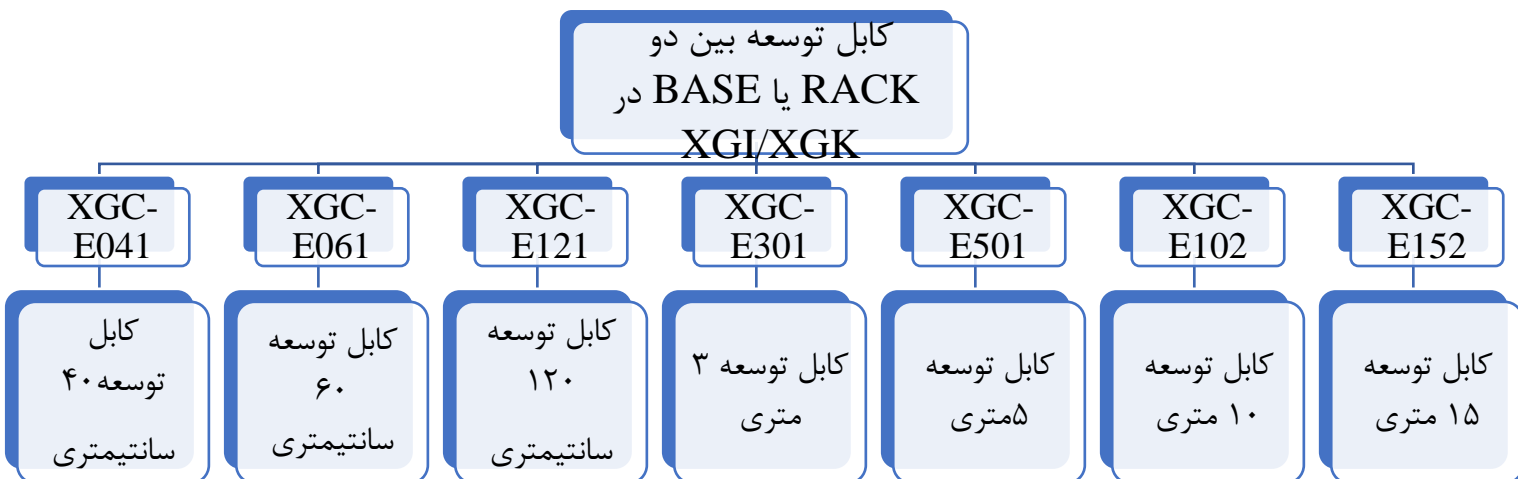 کابل توسعه بین دو
RACK یا BASE در
XGI/XGK
XGC-
E041
XGC-
E061
XGC-
E121
XGC-
E301
XGC-
E501
XGC-
E102
XGC-
E152
کابل
توسعه۴۰
سانتیمتری
کابل توسعه
۶۰
سانتیمتری
کابل توسعه
۱۲۰
سانتیمتری
کابل توسعه ۳
متری
کابل توسعه
۵متری
کابل توسعه
۱۰ متری
کابل توسعه
۱۵ متری